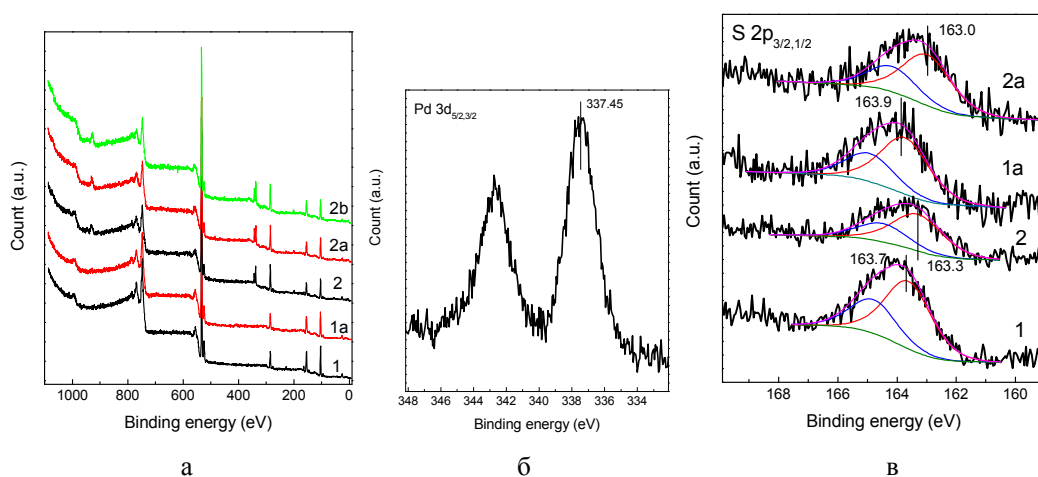 Count (a.u.)
2b
2a
2
1a
1
1000 800 600 400 200 0
Binding energy (eV)
а
Count (a.u.)
Pd 3d5/2,3/2
337.45
348 346 344 342 340 338 336 334
Binding energy (eV)
б
Count (a.u.)
S 2p3/2,1/2
163.0
2a
163.9
1a
2
163.7
163.3
1
168 166 164 162 160
Binding energy (eV)
в